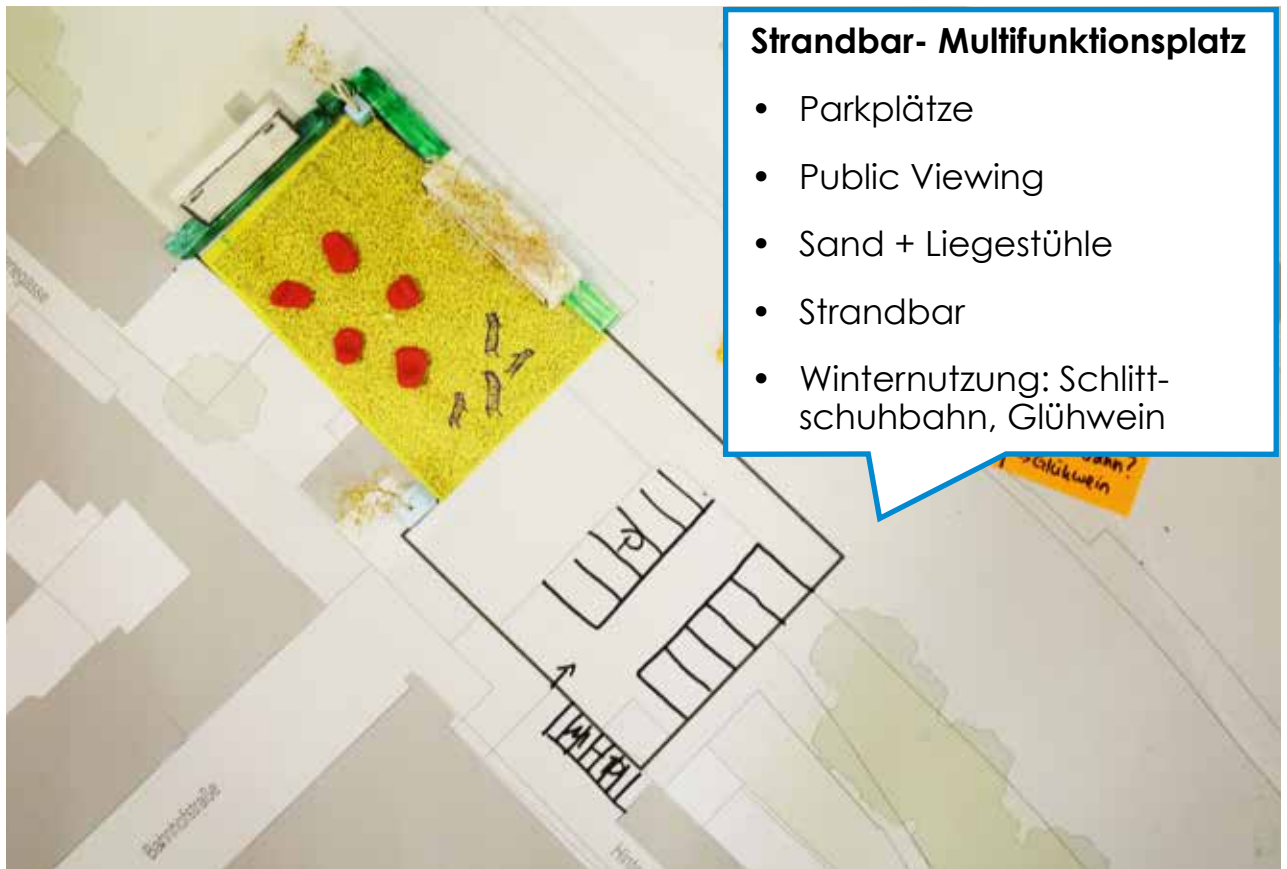 Strandbar- Multifunktionsplatz
• Parkplätze
• Public Viewing
• Sand + Liegestühle
• Strandbar
• Winternutzung: Schlitt-
schuhbahn, Glühwein
Glühwein
P
Bahnhofstraße